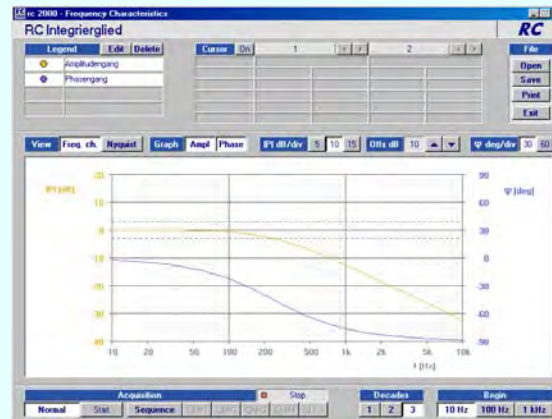 rc 2000 - Frequency Characteristics
RC Integrierglied
RC
Legend Edit Delete
Cursor On 1 2
File
Amplitudengang
Phasengang
Open
Save
Print
Exit
View Freq. ch. Nyquist Graph Ampl Phase |F| dB/div 5 10 15 Offs dB 10 Ψ deg/div 30 60
20 90
|F| [dB] Ψ [deg]
10 60
0 30
-10 0
-20 -30
-30 -60
-40 -90
10 20 50 100 200 500 1k 2k 5k 10k
f [Hz]
Acquisition Stop Decades Begin
Normal Start Sequence 1 2 3 10 Hz 100 Hz 1 kHz